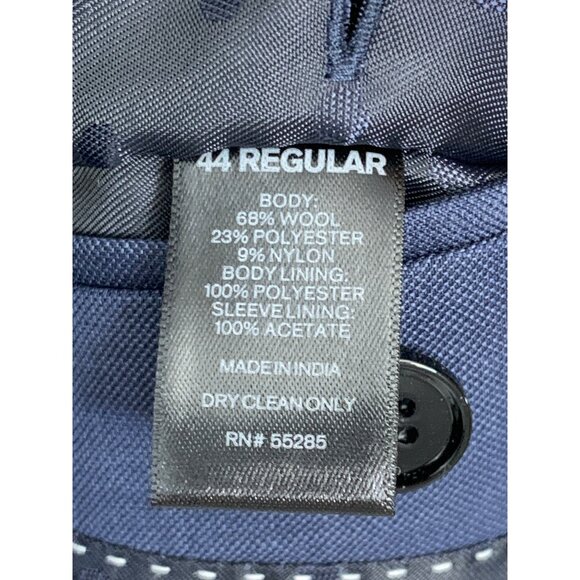 44 REGULAR
BODY:
68% WOOL
23% POLYESTER
9% NYLON
BODY LINING:
100% POLYESTER
SLEEVE LINING:
100% ACETATE
MADE IN INDIA
DRY CLEAN ONLY
RN# 55285